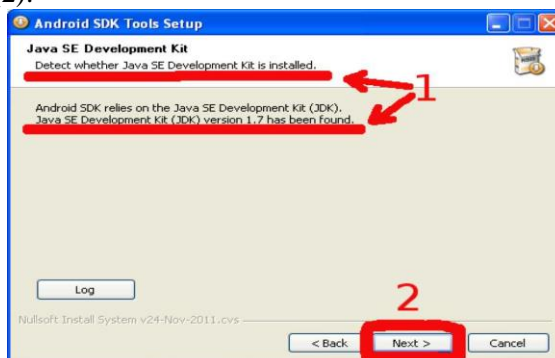 2).
Android SDK Tools Setup
Java SE Development Kit
Detect whether Java SE Development Kit is installed.
1
Android SDK relies on the Java SE Development Kit (JDK).
Java SE Development Kit (JDK) version 1.7 has been found.
Log
2
Nullsoft Install System v24-Nov-2011.cvs
< Back
Next >
Cancel